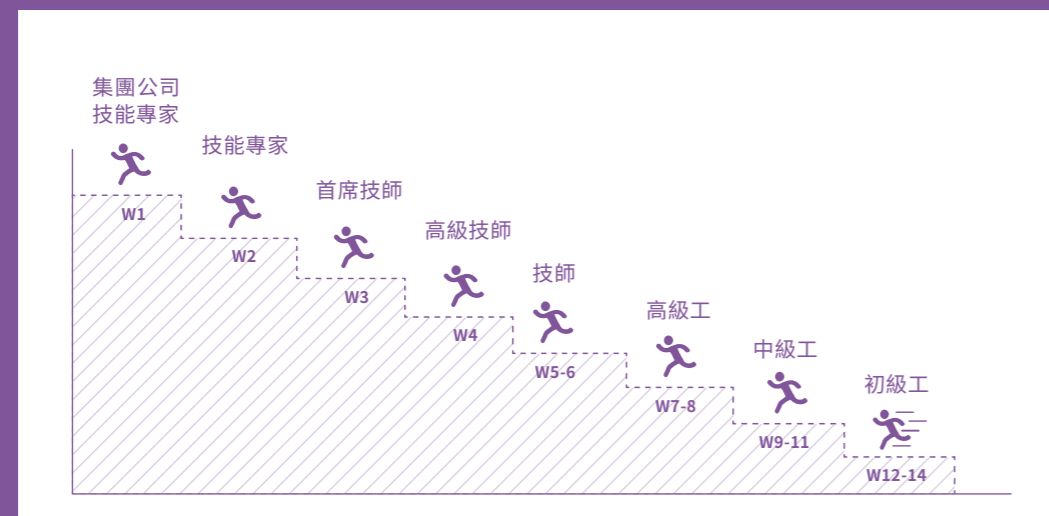 集團公司
技能專家
技能專家
首席技師
高級技師
技師
高級工
中級工
初級工
W1
W2
W3
W4
W5-6
W7-8
W9-11
W12-14